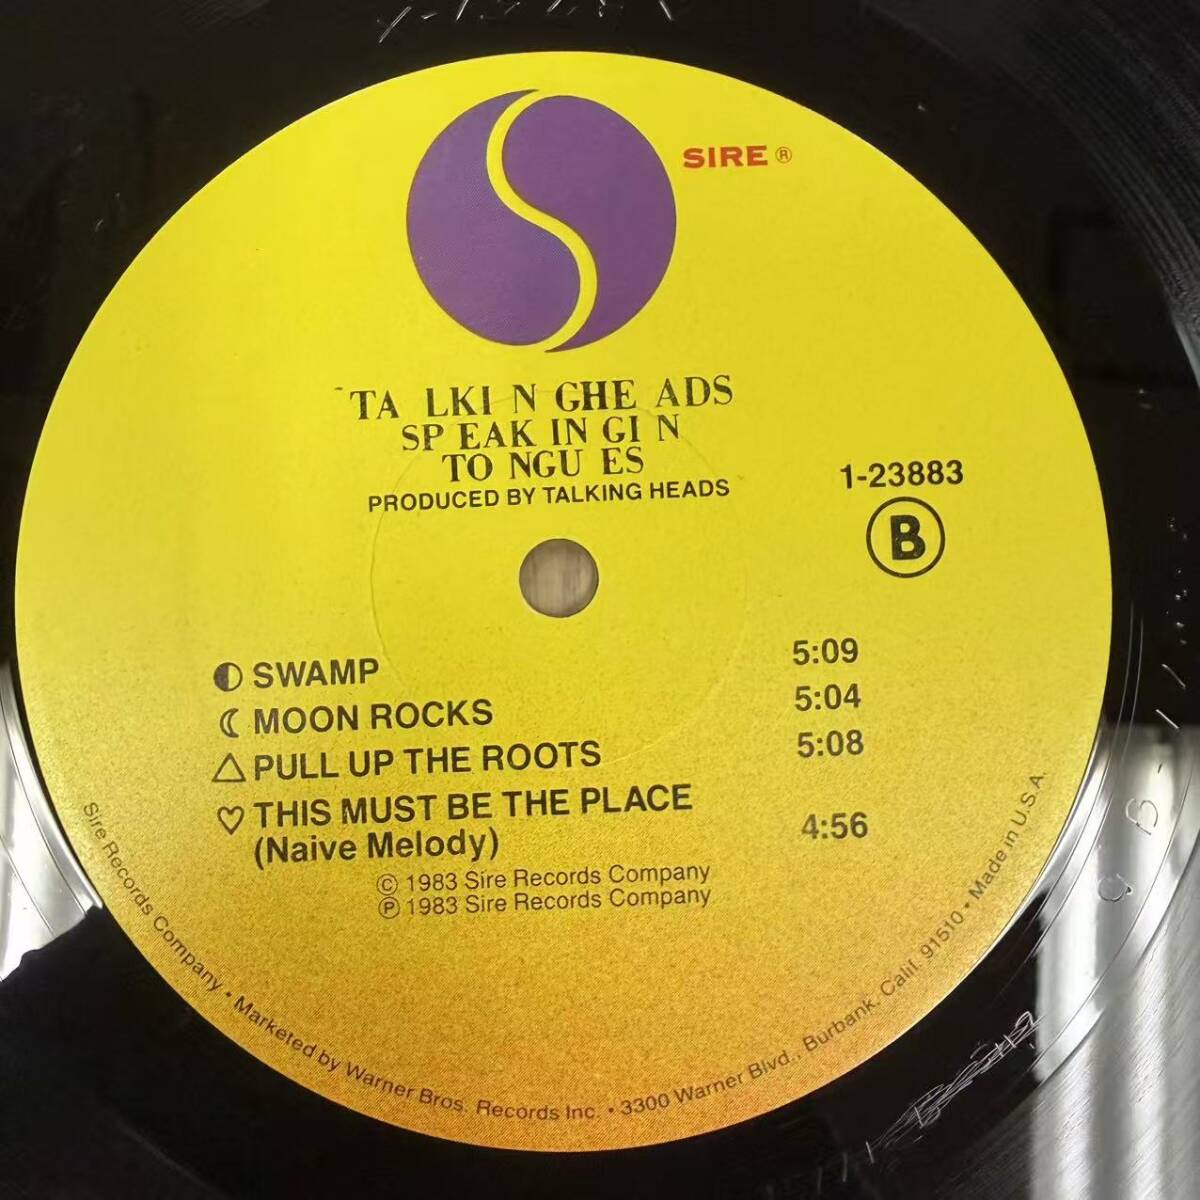 SIRE ®
TA LKI N GHE ADS
SP EAK IN GI N
TO NGU ES
PRODUCED BY TALKING HEADS
1-23883
B
SWAMP 5:09
MOON ROCKS 5:04
PULL UP THE ROOTS 5:08
THIS MUST BE THE PLACE
(Naive Melody) 4:56
© 1983 Sire Records Company
℗ 1983 Sire Records Company
Sire Records Company • Marketed by Warner Bros. Records Inc. • 3300 Warner Blvd., Burbank, Calif. 91510 • Made in U.S.A.